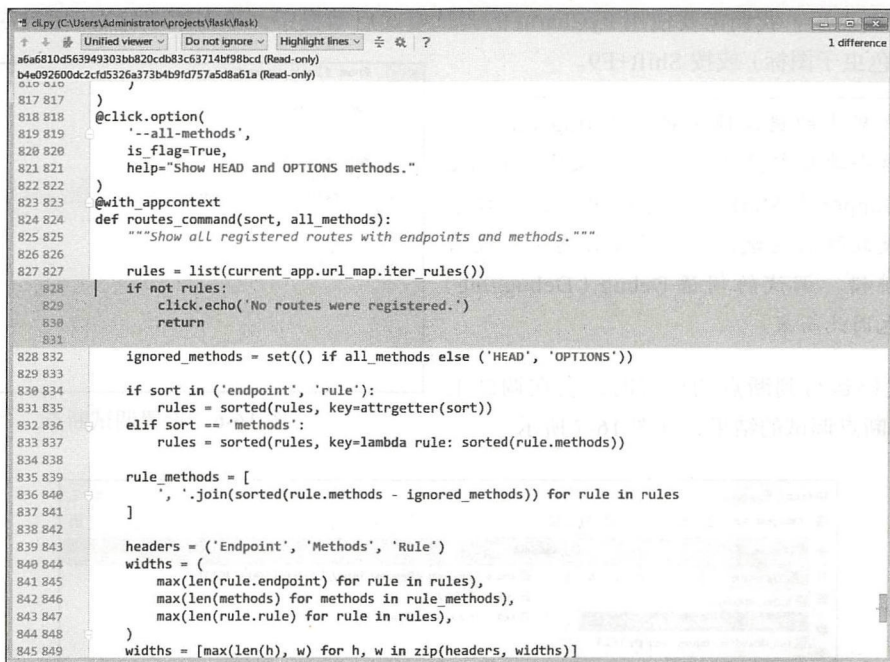 cli.py (C:\Users\Administrator\projects\flask\flask)
Unified viewer Do not ignore Highlight lines ? 1 difference
a6a6810d563949303bb820cdb83c63714bf98bcd (Read-only)
b4e092600dc2cfd5326a373b4b9fd757a5d8a61a (Read-only)
816 816 )
817 817 )
818 818 @click.option(
819 819 '--all-methods',
820 820 is_flag=True,
821 821 help="Show HEAD and OPTIONS methods."
822 822 )
823 823 @with_appcontext
824 824 def routes_command(sort, all_methods):
825 825 """Show all registered routes with endpoints and methods."""
826 826
827 827 rules = list(current_app.url_map.iter_rules())
828 if not rules:
829 click.echo('No routes were registered.')
830 return
831
828 832 ignored_methods = set(() if all_methods else ('HEAD', 'OPTIONS'))
829 833
830 834 if sort in ('endpoint', 'rule'):
831 835 rules = sorted(rules, key=attrgetter(sort))
832 836 elif sort == 'methods':
833 837 rules = sorted(rules, key=lambda rule: sorted(rule.methods))
834 838
835 839 rule_methods = [
836 840 ', '.join(sorted(rule.methods - ignored_methods)) for rule in rules
837 841 ]
838 842
839 843 headers = ('Endpoint', 'Methods', 'Rule')
840 844 widths = (
841 845 max(len(rule.endpoint) for rule in rules),
842 846 max(len(methods) for methods in rule_methods),
843 847 max(len(rule.rule) for rule in rules),
844 848 )
845 849 widths = [max(len(h), w) for h, w in zip(headers, widths)]